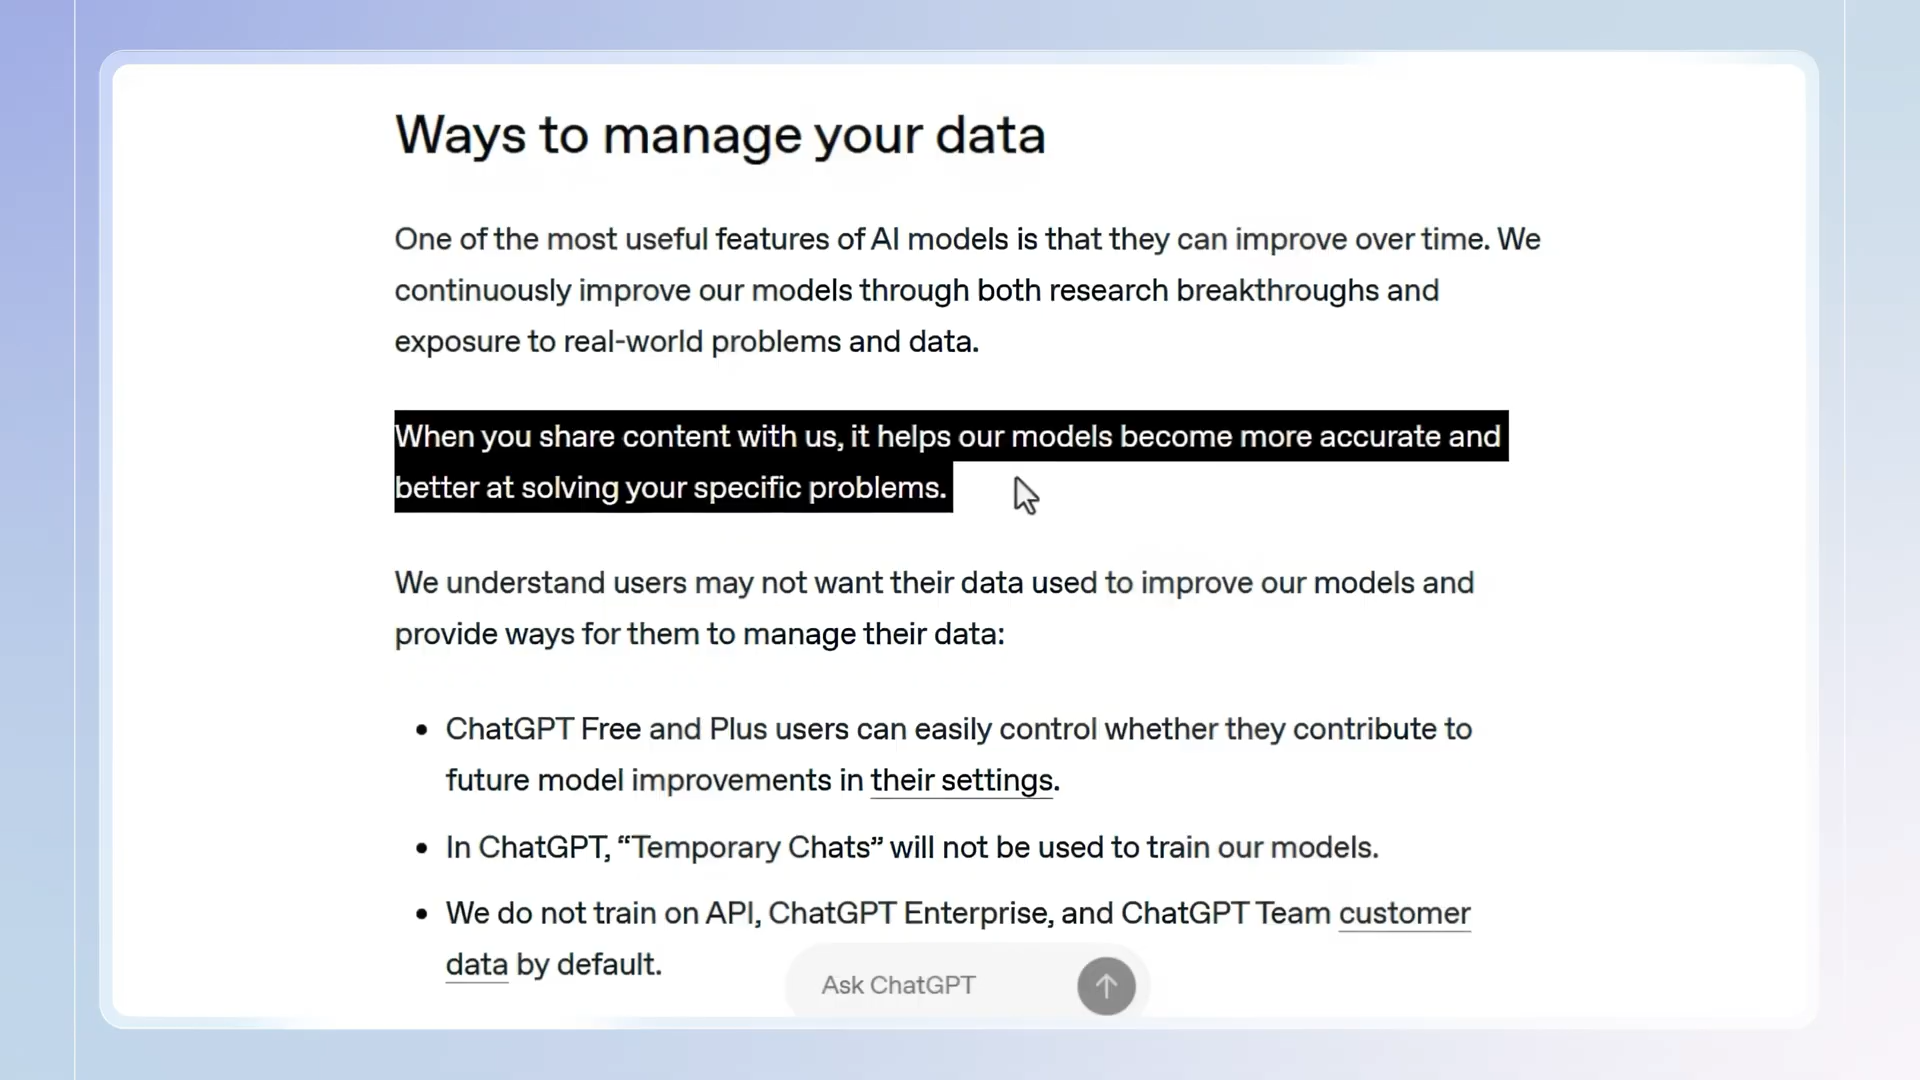 Ways to manage your data
One of the most useful features of AI models is that they can improve over time. We
continuously improve our models through both research breakthroughs and
exposure to real-world problems and data.
When you share content with us, it helps our models become more accurate and
better at solving your specific problems.
We understand users may not want their data used to improve our models and
provide ways for them to manage their data:
• ChatGPT Free and Plus users can easily control whether they contribute to
future model improvements in their settings.
• In ChatGPT, “Temporary Chats” will not be used to train our models.
• We do not train on API, ChatGPT Enterprise, and ChatGPT Team customer
data by default.
Ask ChatGPT